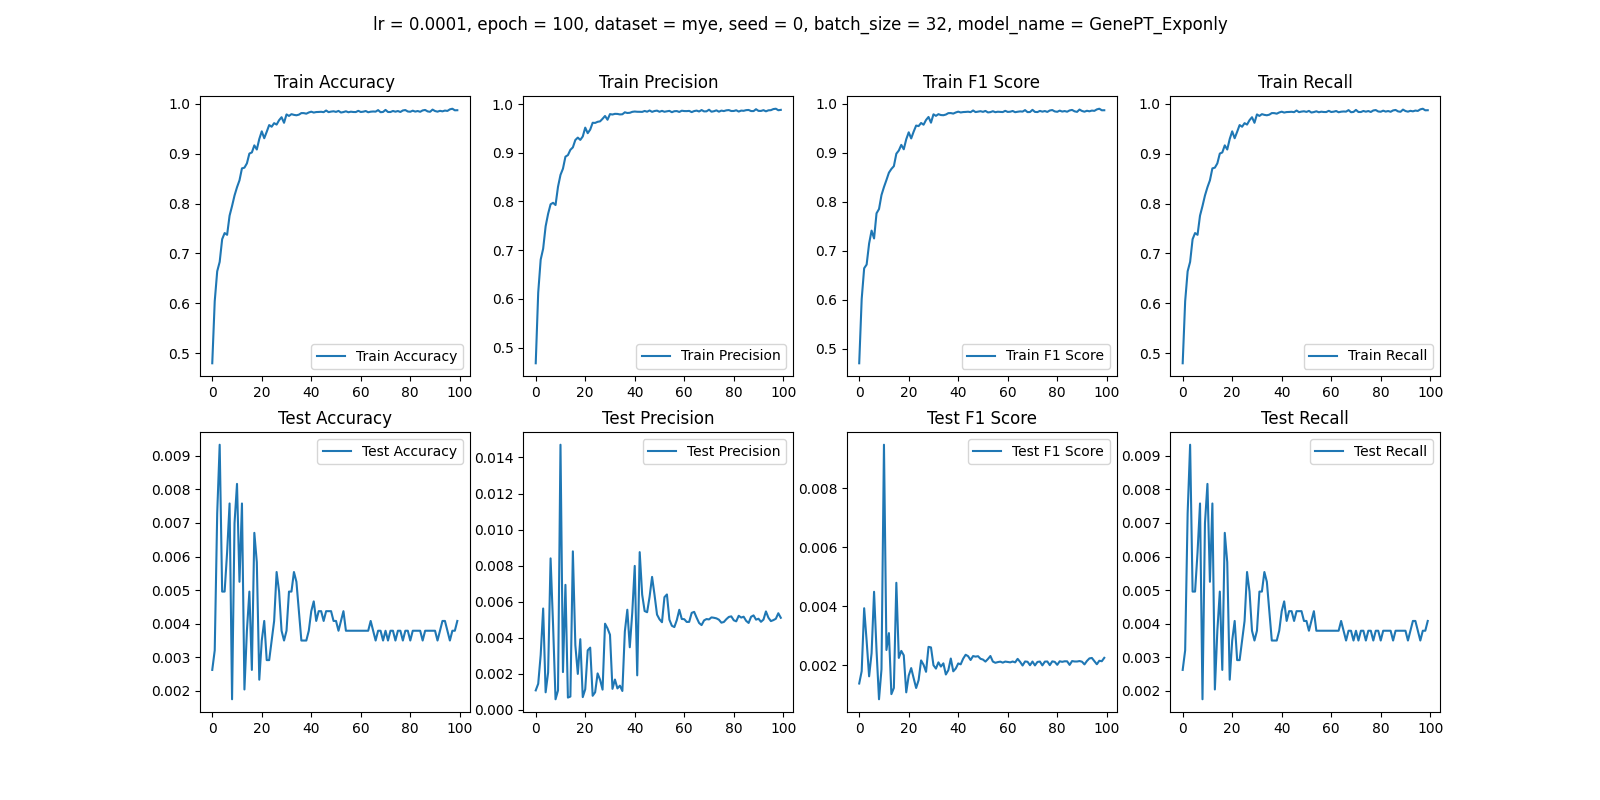 lr = 0.0001, epoch = 100, dataset = mye, seed = 0, batch_size = 32, model_name = GenePT_Exponly
Train Accuracy
1.0
0.9
0.8
0.7
0.6
0.5
0 20 40 60 80 100
Train Accuracy
Train Precision
1.0
0.9
0.8
0.7
0.6
0.5
0 20 40 60 80 100
Train Precision
Train F1 Score
1.0
0.9
0.8
0.7
0.6
0.5
0 20 40 60 80 100
Train F1 Score
Train Recall
1.0
0.9
0.8
0.7
0.6
0.5
0 20 40 60 80 100
Train Recall
Test Accuracy
0.009
0.008
0.007
0.006
0.005
0.004
0.003
0.002
0 20 40 60 80 100
Test Accuracy
Test Precision
0.014
0.012
0.010
0.008
0.006
0.004
0.002
0.000
0 20 40 60 80 100
Test Precision
Test F1 Score
0.008
0.006
0.004
0.002
0 20 40 60 80 100
Test F1 Score
Test Recall
0.009
0.008
0.007
0.006
0.005
0.004
0.003
0.002
0 20 40 60 80 100
Test Recall